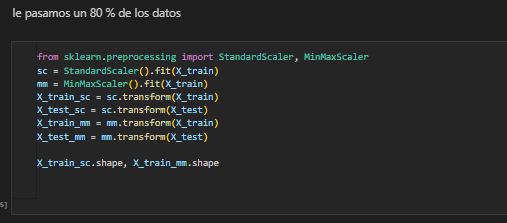 le pasamos un 80 % de los datos
from sklearn.preprocessing import StandardScaler, MinMaxScaler
sc = StandardScaler().fit(X_train)
mm = MinMaxScaler().fit(X_train)
X_train_sc = sc.transform(X_train)
X_test_sc = sc.transform(X_test)
X_train_mm = mm.transform(X_train)
X_test_mm = mm.transform(X_test)
X_train_sc.shape, X_train_mm.shape
5]